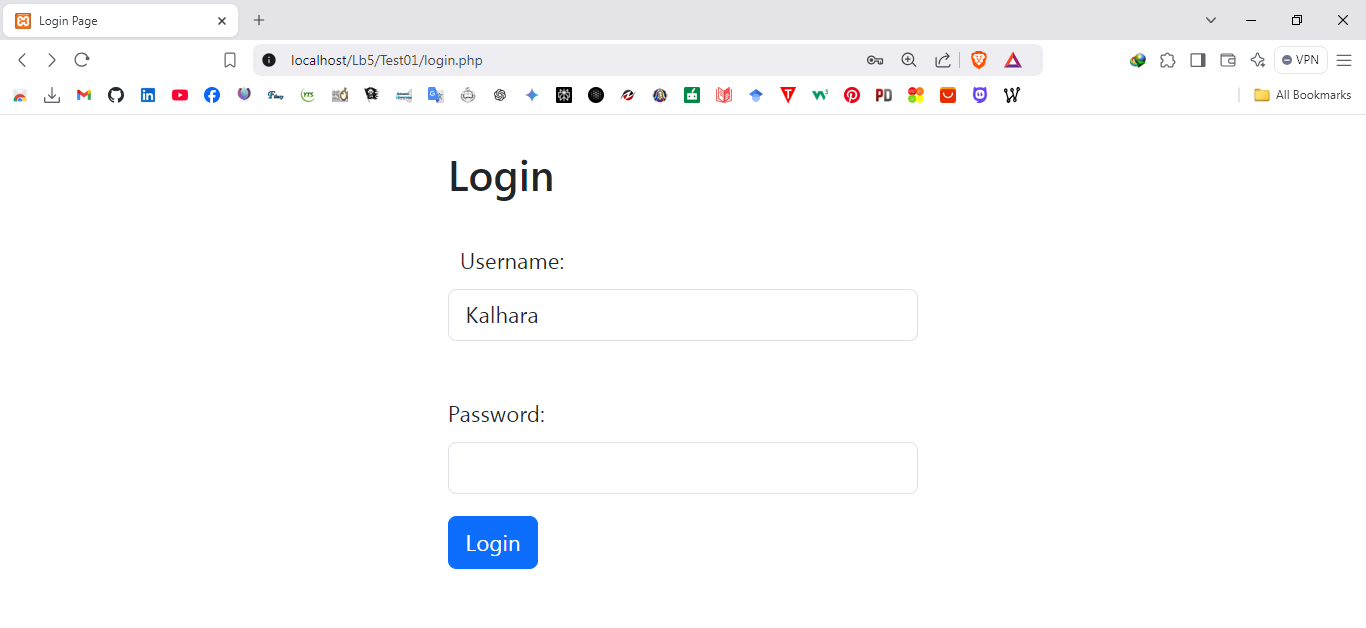 Login Page
localhost/Lb5/Test01/login.php
VPN
All Bookmarks
Login
Username:
Kalhara
Password:
Login